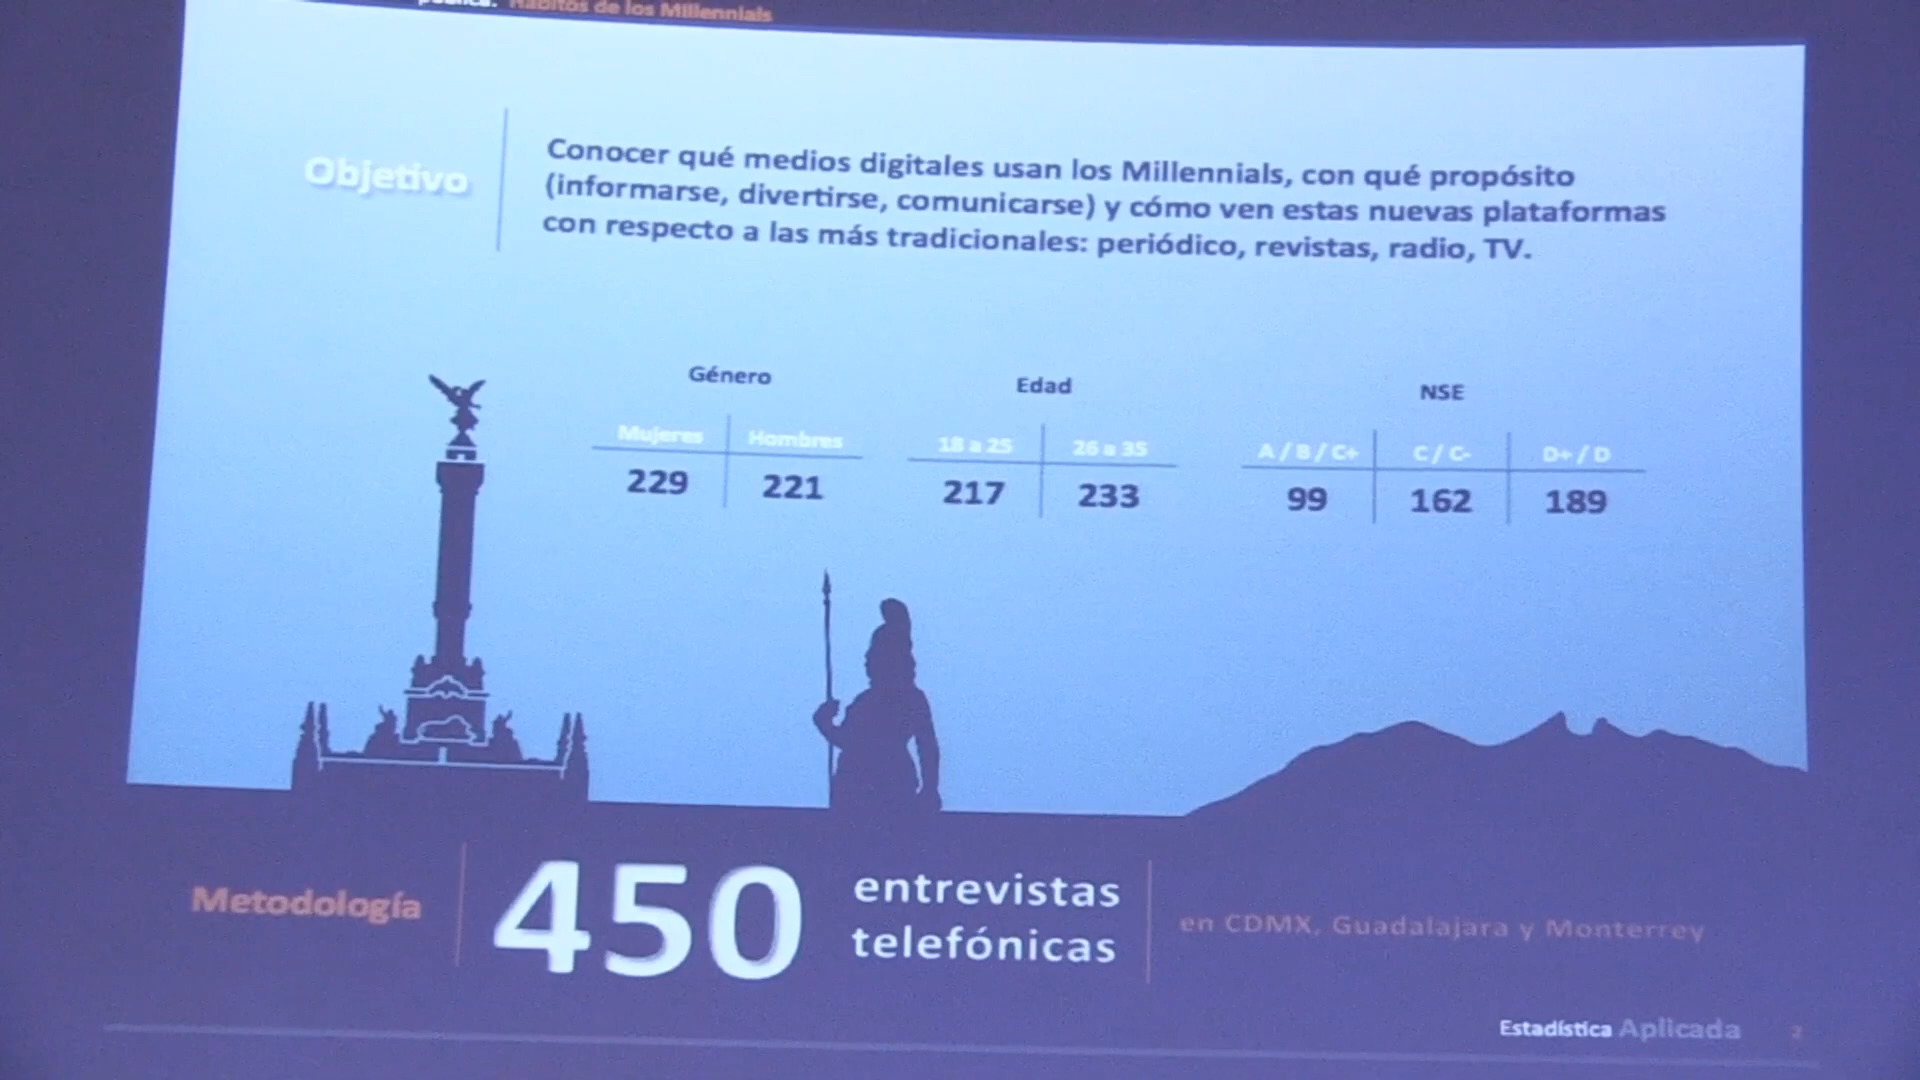 Hábitos de los Millennials
Objetivo
Conocer qué medios digitales usan los Millennials, con qué propósito
(informarse, divertirse, comunicarse) y cómo ven estas nuevas plataformas
con respecto a las más tradicionales: periódico, revistas, radio, TV.
Género
Mujeres Hombres
229 221
Edad
18 a 25 26 a 35
217 233
NSE
A/B/C+ C/C- D+/D
99 162 189
Metodología
450
entrevistas
telefónicas
en CDMX, Guadalajara y Monterrey
Estadística Aplicada 2